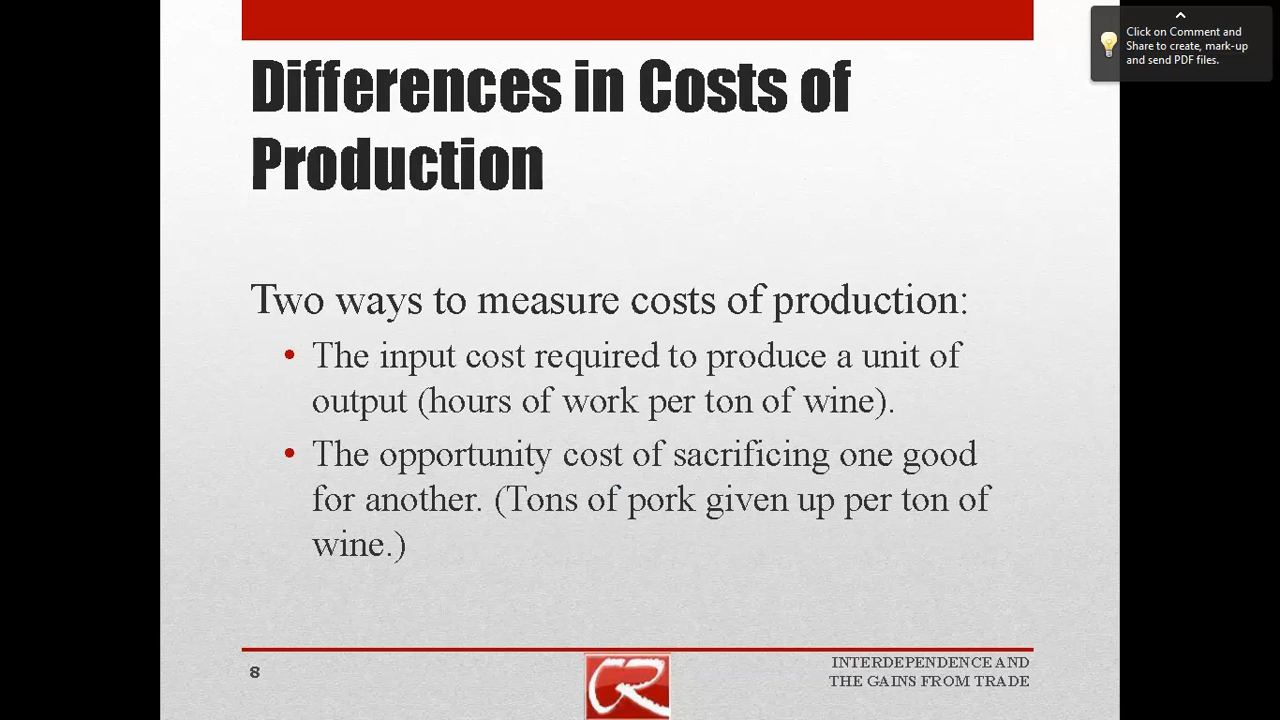 Click on Comment and
Share to create, mark-up
and send PDF files.
Differences in Costs of
Production
Two ways to measure costs of production:
• The input cost required to produce a unit of
output (hours of work per ton of wine).
• The opportunity cost of sacrificing one good
for another. (Tons of pork given up per ton of
wine.)
8
CR
INTERDEPENDENCE AND
THE GAINS FROM TRADE